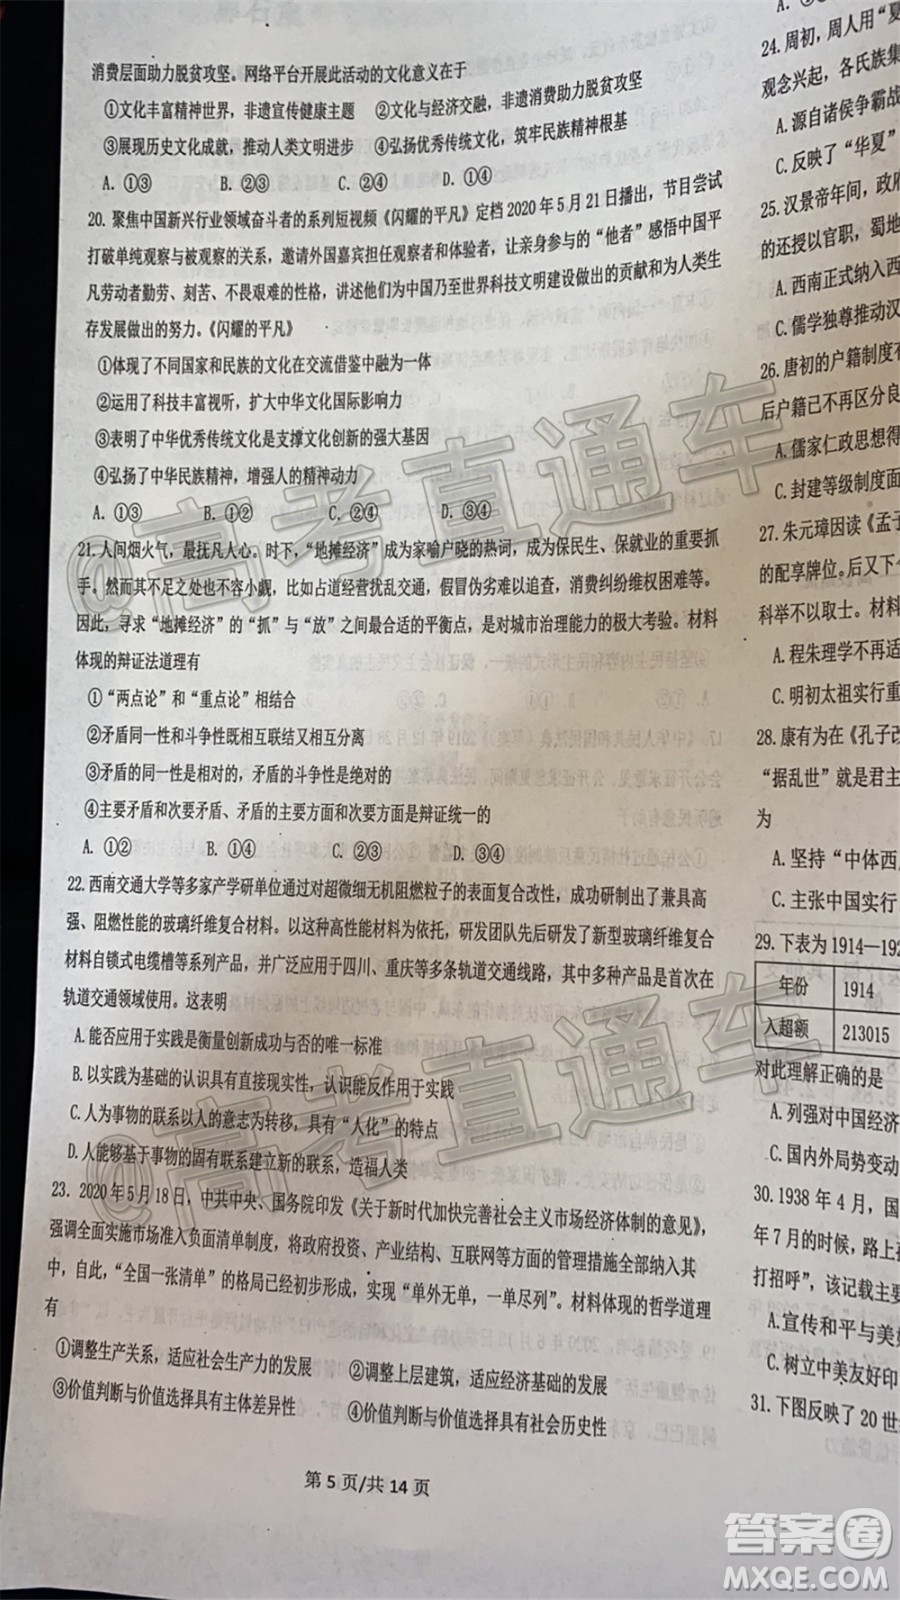 消费层面助力脱贫攻坚。网络平台开展此活动的文化意义在于
①文化丰富精神世界，非遗宣传健康主题　②文化与经济交融，非遗消费助力脱贫攻坚
③展现历史文化成就，推动人类文明进步　④弘扬优秀传统文化，筑牢民族精神根基
A. ①③　B. ②③　C. ②④　D. ①④
20. 聚焦中国新兴行业领域奋斗者的系列短视频《闪耀的平凡》定档 2020 年 5 月 21 日播出，节目尝试
打破单纯观察与被观察的关系，邀请外国嘉宾担任观察者和体验者，让亲身参与的“他者”感悟中国平
凡劳动者勤劳、刻苦、不畏艰难的性格，讲述他们为中国乃至世界科技文明建设做出的贡献和为人类生
存发展做出的努力。《闪耀的平凡》
①体现了不同国家和民族的文化在交流借鉴中融为一体
②运用了科技丰富视听，扩大中华文化国际影响力
③表明了中华优秀传统文化是支撑文化创新的强大基因
④弘扬了中华民族精神，增强人的精神动力
A. ①③　B. ①②　C. ②④　D. ③④
21. 人间烟火气，最抚凡人心。时下，“地摊经济”成为家喻户晓的热词，成为保民生、保就业的重要抓
手。然而其不足之处也不容小觑，比如占道经营扰乱交通，假冒伪劣难以追查，消费纠纷维权困难等。
因此，寻求“地摊经济”的“抓”与“放”之间最合适的平衡点，是对城市治理能力的极大考验。材料
体现的辩证法道理有
①“两点论”和“重点论”相结合
②矛盾同一性和斗争性既相互联结又相互分离
③矛盾的同一性是相对的，矛盾的斗争性是绝对的
④主要矛盾和次要矛盾、矛盾的主要方面和次要方面是辩证统一的
A. ①②　B. ①④　C. ②③　D. ③④
22. 西南交通大学等多家产学研单位通过对超微细无机阻燃粒子的表面复合改性，成功研制出了兼具高
强、阻燃性能的玻璃纤维复合材料。以这种高性能材料为依托，研发团队先后研发了新型玻璃纤维复合
材料自锁式电缆槽等系列产品，并广泛应用于四川、重庆等多条轨道交通线路，其中多种产品是首次在
轨道交通领域使用。这表明
A. 能否应用于实践是衡量创新成功与否的唯一标准
B. 以实践为基础的认识具有直接现实性，认识能反作用于实践
C. 人为事物的联系以人的意志为转移，具有“人化”的特点
D. 人能够基于事物的固有联系建立新的联系，造福人类
23. 2020 年 5 月 18 日，中共中央、国务院印发《关于新时代加快完善社会主义市场经济体制的意见》，
强调全面实施市场准入负面清单制度，将政府投资、产业结构、互联网等方面的管理措施全部纳入其
中，自此，“全国一张清单”的格局已经初步形成，实现“单外无单，一单尽列”。材料体现的哲学道理
有
①调整生产关系，适应社会生产力的发展　②调整上层建筑，适应经济基础的发展
③价值判断与价值选择具有主体差异性　④价值判断与价值选择具有社会历史性
第 5 页/共 14 页
A. ①③
24. 周初，周人用“夏
观念兴起，各民族集
A. 源自诸侯争霸战
C. 反映了“华夏”
25. 汉景帝年间，政府
的还授以官职，蜀地
A. 西南正式纳入西
C. 儒学独尊推动汉
26. 唐初的户籍制度
后户籍已不再区分良
A. 儒家仁政思想得
C. 封建等级制度面
27. 朱元璋因读《孟子
的配享牌位。后又下令
科举不以取士。材料
A. 程朱理学不再
C. 明初太祖实行重
28. 康有为在《孔子改
“据乱世”就是君主
为
A. 坚持“中体西
C. 主张中国实行
29. 下表为 1914—192
年份　1914
入超额　213015
对此理解正确的是
A. 列强对中国经济
C. 国内外局势变动
30. 1938 年 4 月，
年 7 月的时候，路上
打招呼”，该记载主要
A. 宣传和平与美好
C. 树立中美友好印
31. 下图反映了 20 世
@高考直通车
@高考直通车
答案圈
MXQE.COM